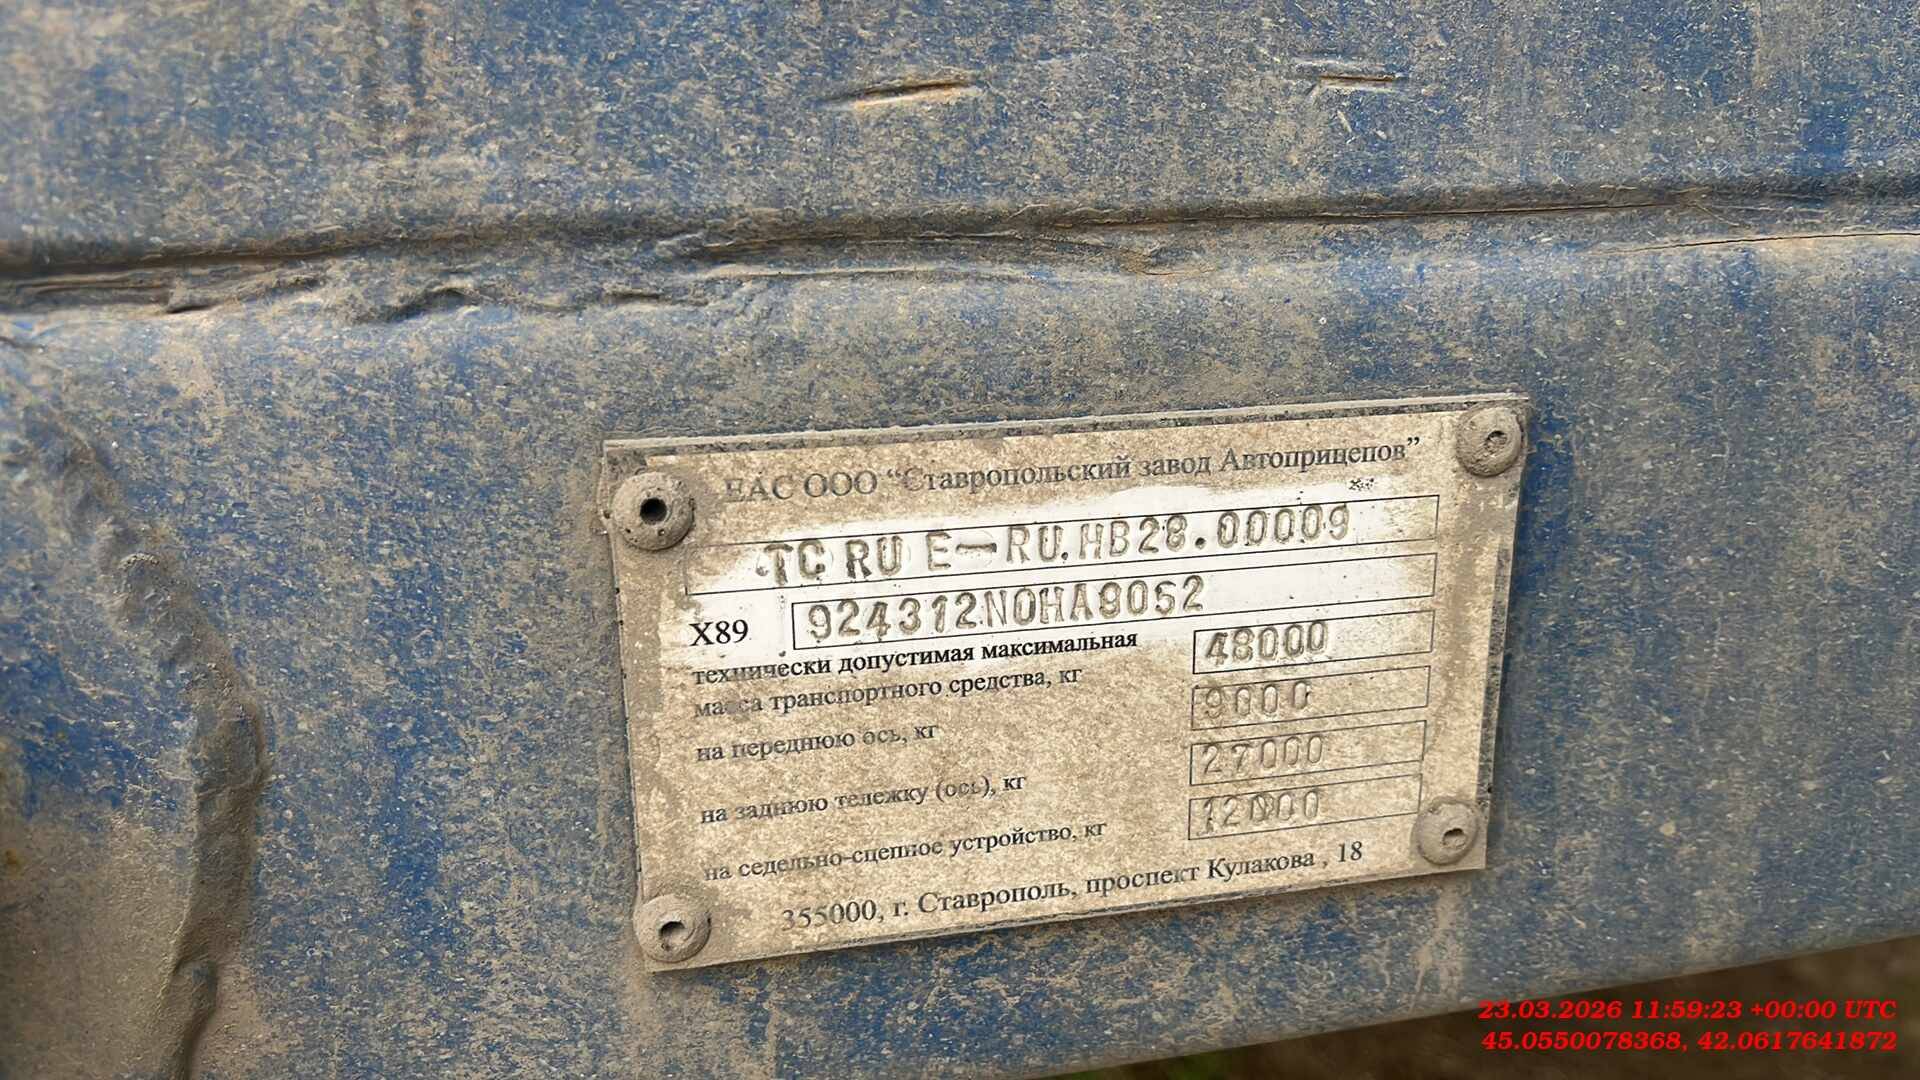 ЕАС ООО “Ставропольский завод Автоприцепов”
ТС RU Е-RU.НВ28.00009
Х89 924312N0HA9052
технически допустимая максимальная 48000
масса транспортного средства, кг
на переднюю ось, кг 9000
на заднюю тележку (ось), кг 27000
на седельно-сцепное устройство, кг 12000
355000, г. Ставрополь, проспект Кулакова , 18
23.03.2026 11:59:23 +00:00 UTC
45.0550078368, 42.0617641872